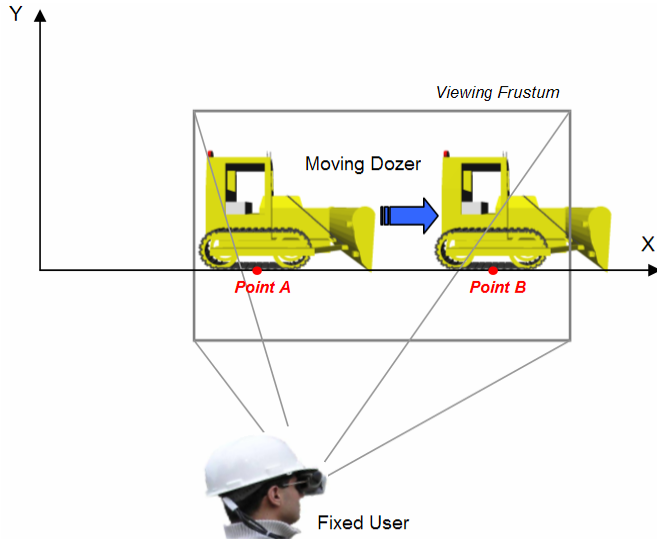 Y
Viewing Frustum
Moving Dozer
X
Point A
Point B
Fixed User